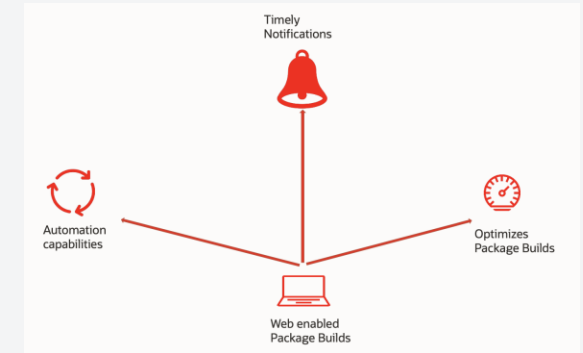 Timely
Notifications
Automation
capabilities
Optimizes
Package Builds
Web enabled
Package Builds